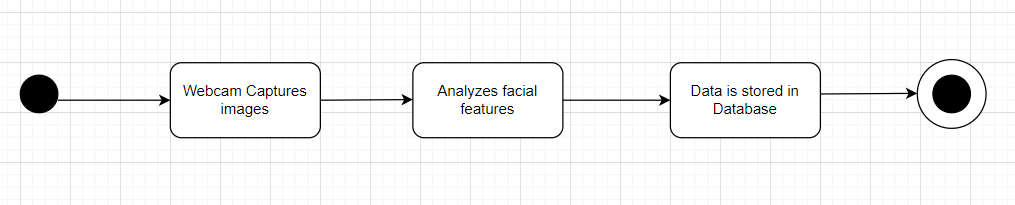 Webcam Captures
images
Analyzes facial
features
Data is stored in
Database